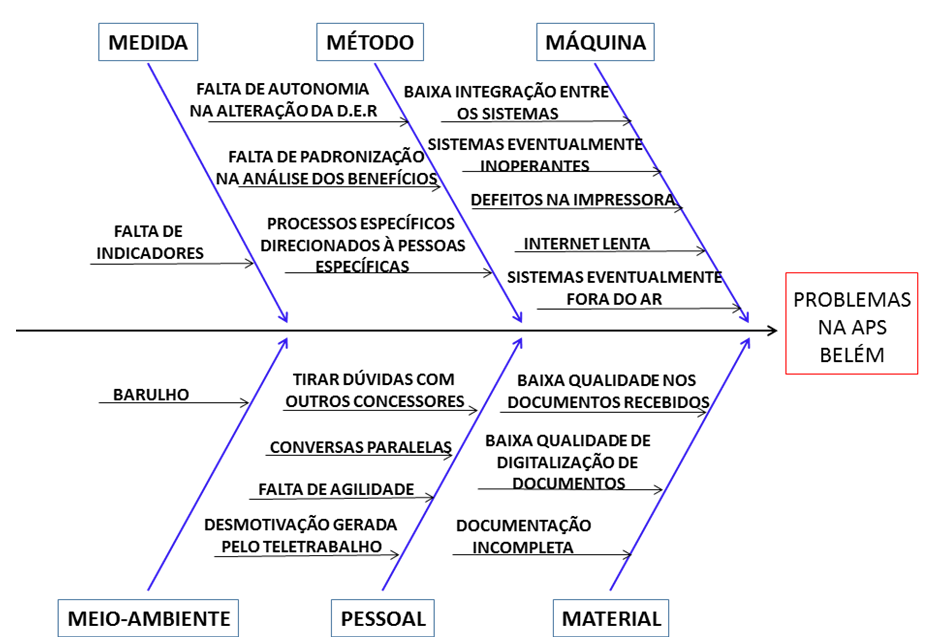 MEDIDA
MÉTODO
MÁQUINA
FALTA DE AUTONOMIA
NA ALTERAÇÃO DA D.E.R
BAIXA INTEGRAÇÃO ENTRE
OS SISTEMAS
FALTA DE PADRONIZAÇÃO
NA ANÁLISE DOS BENEFÍCIOS
SISTEMAS EVENTUALMENTE
INOPERANTES
DEFEITOS NA IMPRESSORA
FALTA DE
INDICADORES
PROCESSOS ESPECÍFICOS
DIRECIONADOS À PESSOAS
ESPECÍFICAS
INTERNET LENTA
SISTEMAS EVENTUALMENTE
FORA DO AR
PROBLEMAS
NA APS
BELÉM
BARULHO
TIRAR DÚVIDAS COM
OUTROS CONCESSORES
BAIXA QUALIDADE NOS
DOCUMENTOS RECEBIDOS
CONVERSAS PARALELAS
BAIXA QUALIDADE DE
DIGITALIZAÇÃO DE
DOCUMENTOS
FALTA DE AGILIDADE
DESMOTIVAÇÃO GERADA
PELO TELETRABALHO
DOCUMENTAÇÃO
INCOMPLETA
MEIO-AMBIENTE
PESSOAL
MATERIAL